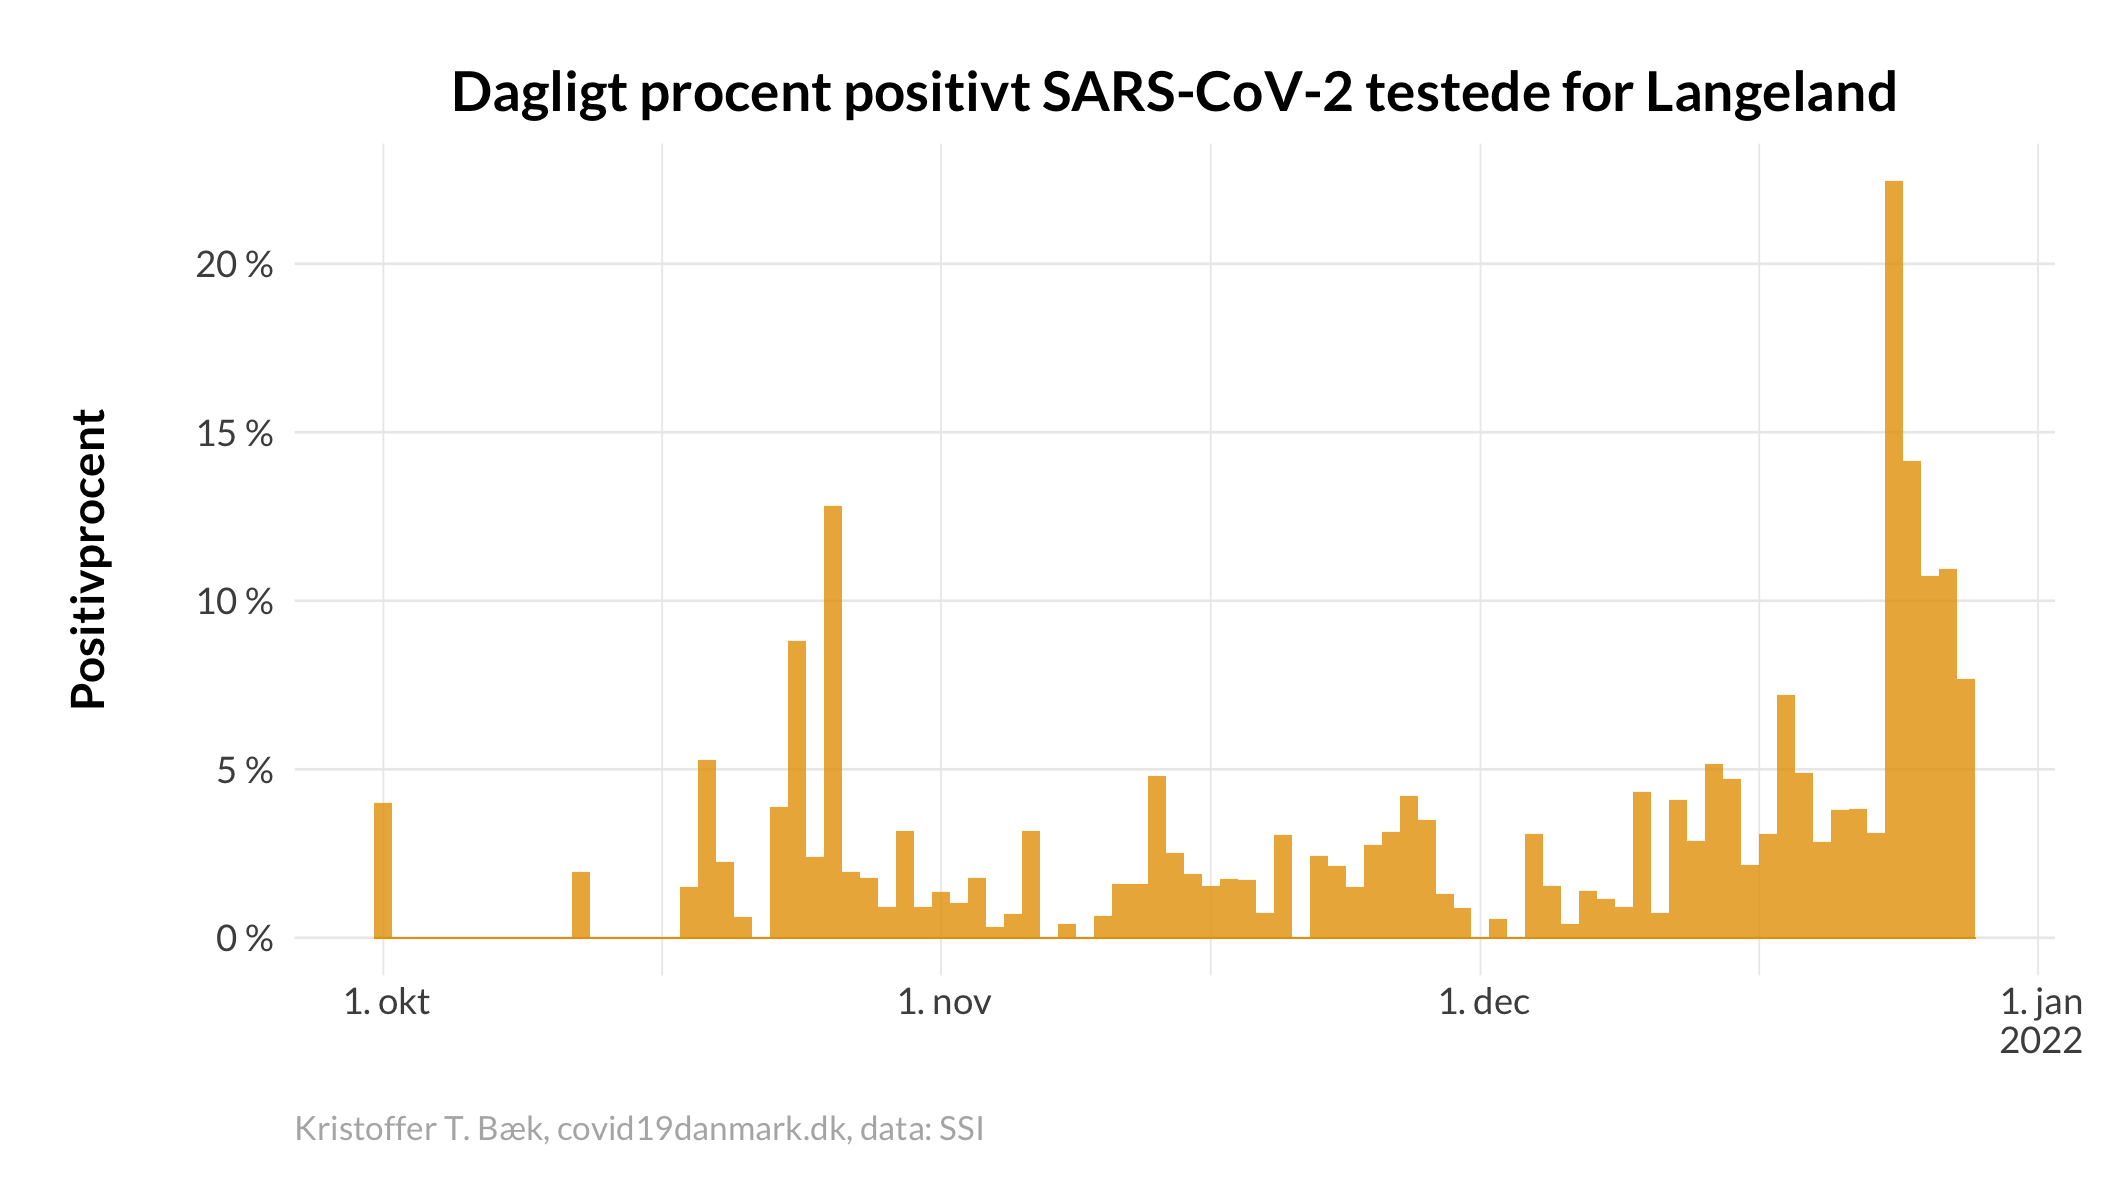 Dagligt procent positivt SARS-CoV-2 testede for Langeland
Positivprocent
20 %
15 %
10 %
5 %
0 %
1. okt
1. nov
1. dec
1. jan
2022
Kristoffer T. Bæk, covid19danmark.dk, data: SSI